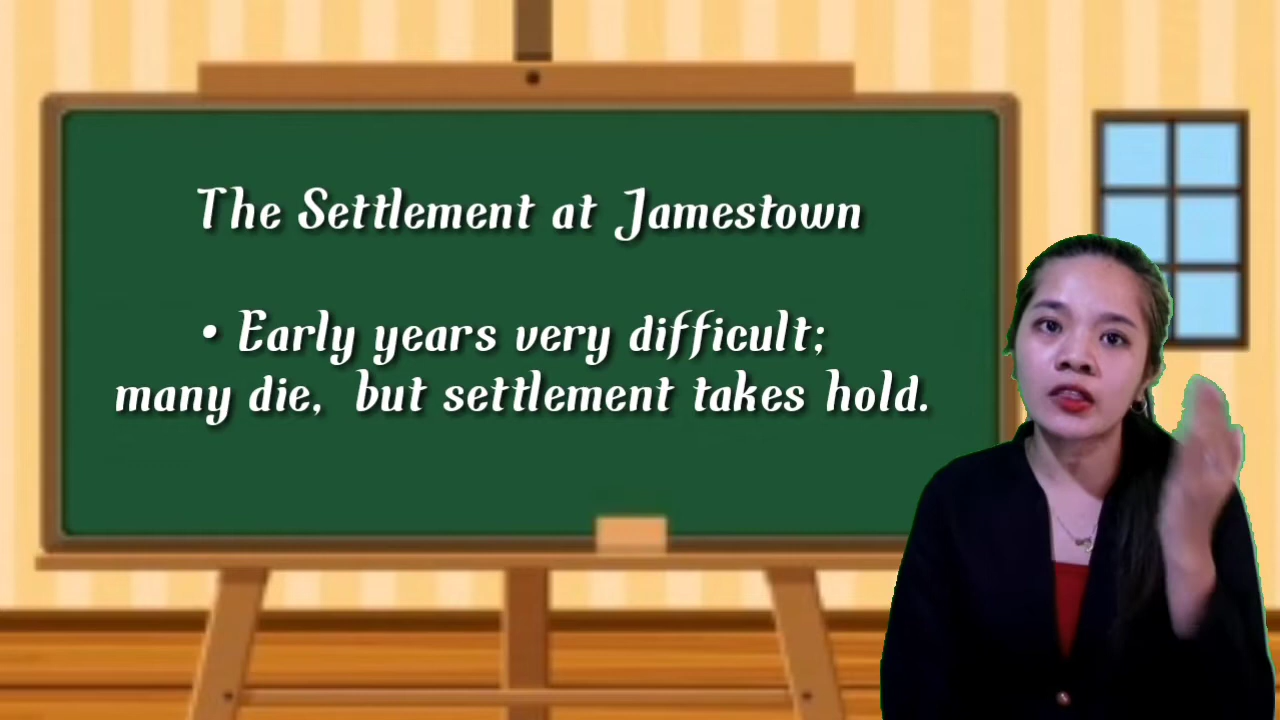 The Settlement at Jamestown
• Early years very difficult;
many die, but settlement takes hold.